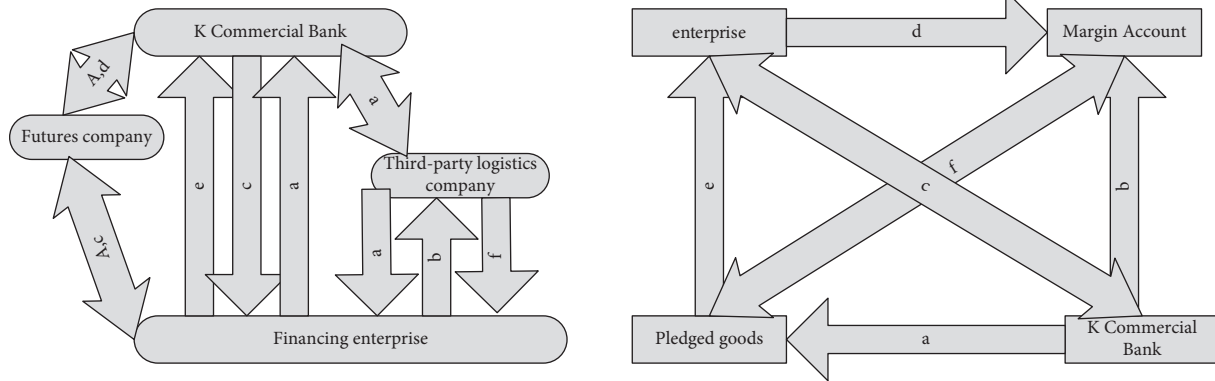 K Commercial Bank
A,d
a
Futures company
Third-party logistics
company
e
c
a
a
b
f
A,c
Financing enterprise
enterprise
d
Margin Account
f
e
c
b
Pledged goods
a
K Commercial
Bank